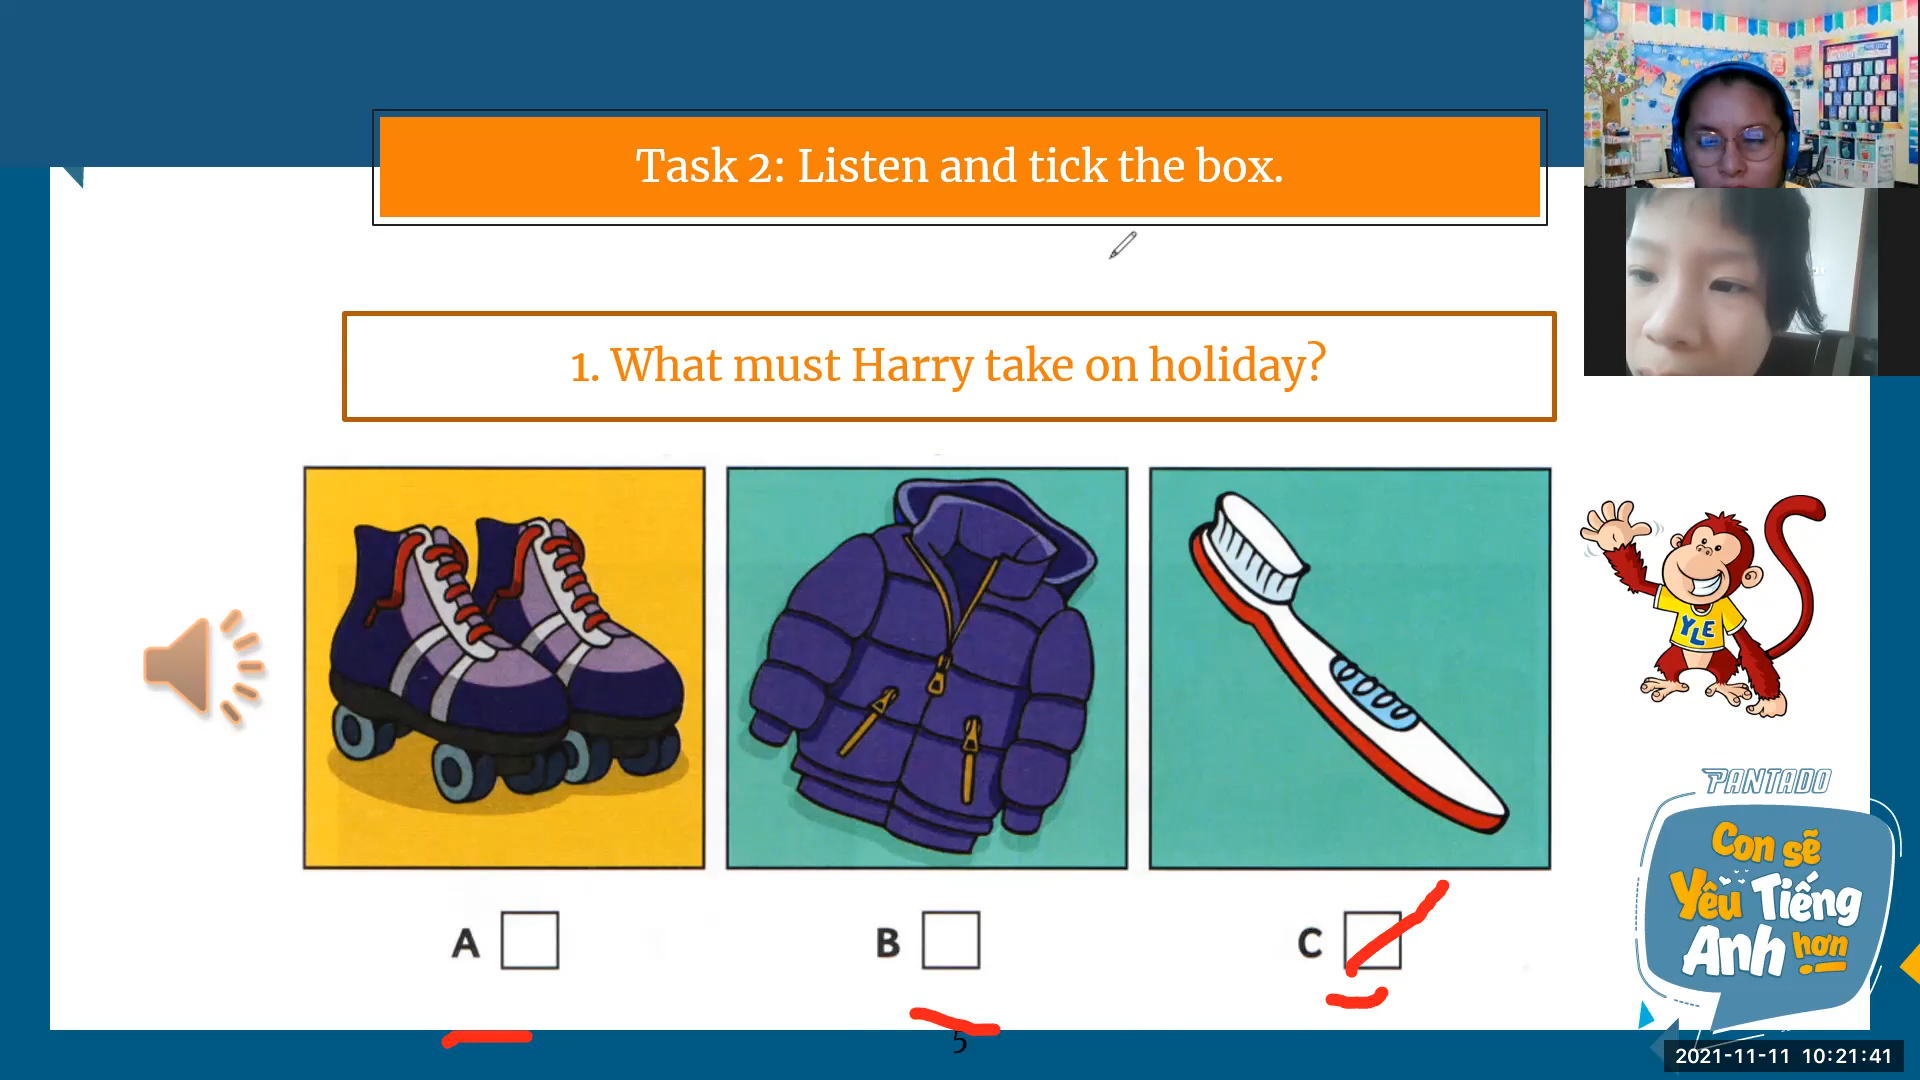 Task 2: Listen and tick the box.
1. What must Harry take on holiday?
YLE
PANTADO
Con sẽ
Yêu Tiếng
Anh hơn
A
B
C
5
2021-11-11 10:21:41